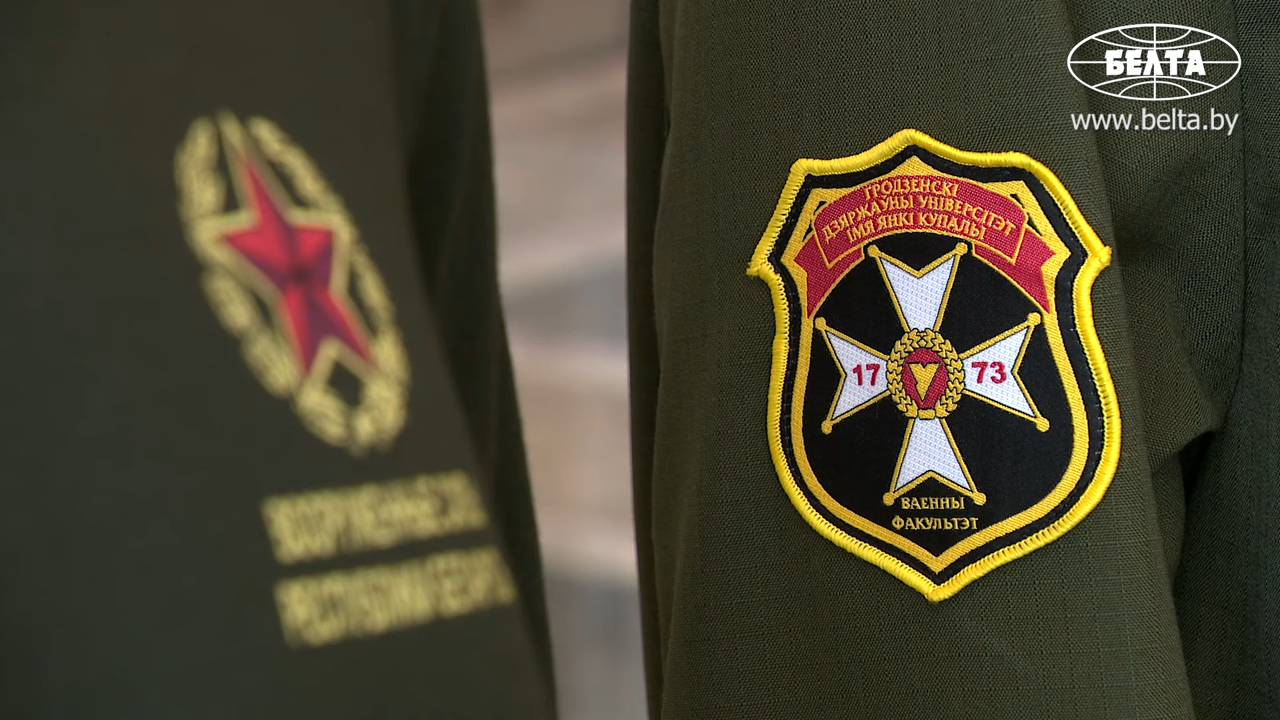 БЕЛТА
www.belta.by
ГРОДЗЕНСКІ
ДЗЯРЖАЎНЫ УНІВЕРСІТЭТ
ІМЯ ЯНКІ КУПАЛЫ
17 73
ВАЕННЫ
ФАКУЛЬТЭТ